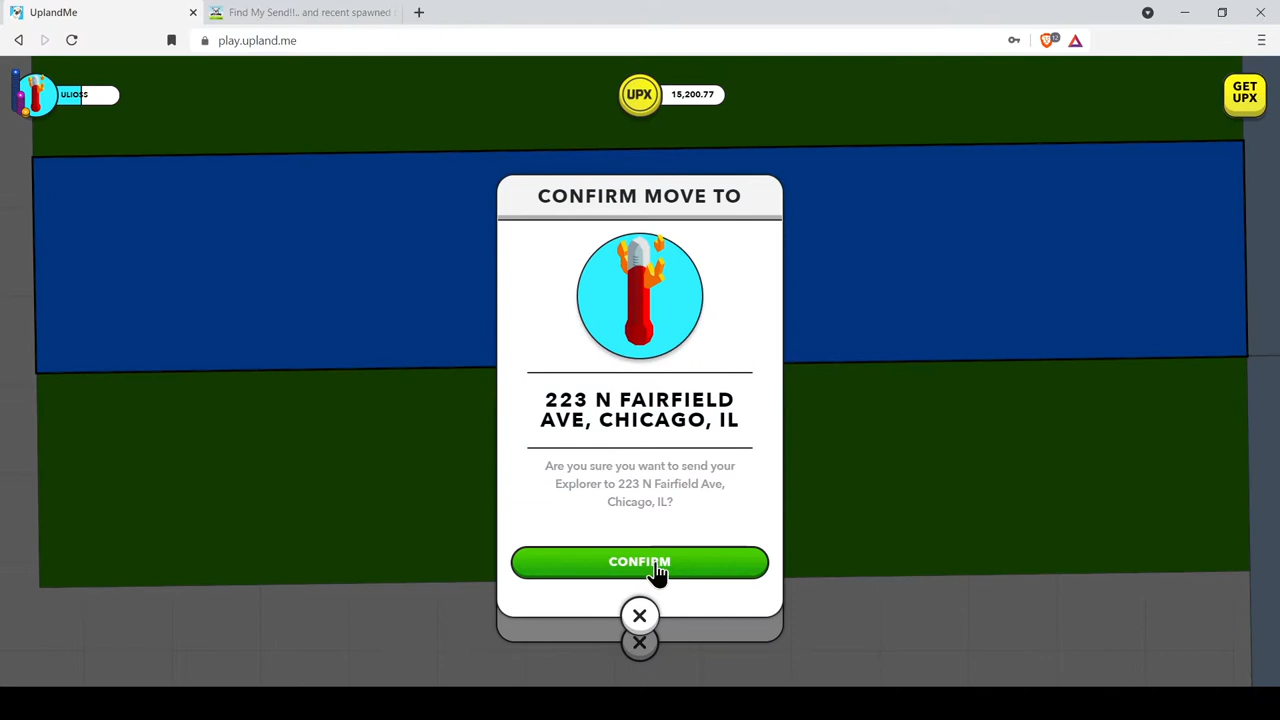 UplandMe
Find My Send!!.. and recent spawned
play.upland.me
12
ULIOSS
UPX
15,200.77
GET
UPX
CONFIRM MOVE TO
223 N FAIRFIELD
AVE, CHICAGO, IL
Are you sure you want to send your
Explorer to 223 N Fairfield Ave,
Chicago, IL?
CONFIRM